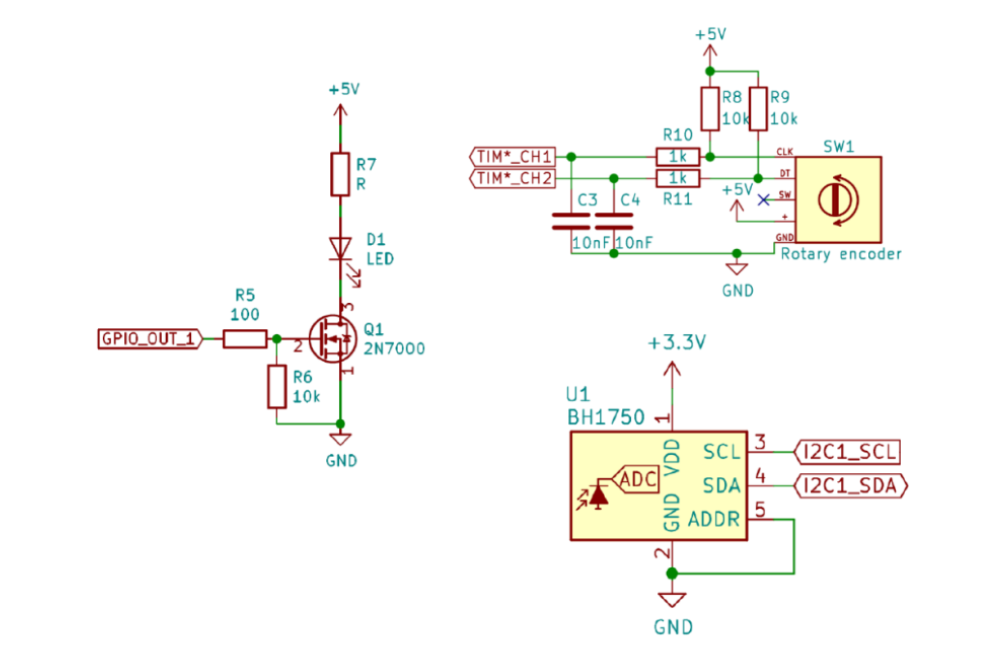 +5V
R7
R
D1
LED
R5
100
GPIO_OUT_1
2
3
Q1
2N7000
1
R6
10k
GND
+5V
R8
10k
R9
10k
R10
1k
TIM*_CH1
TIM*_CH2
1k
R11
C3
10nF
C4
10nF
+5V
CLK
DT
SW
+
GND
SW1
Rotary encoder
GND
+3.3V
U1
BH1750
1
VDD
ADC
SCL
3
I2C1_SCL
SDA
4
I2C1_SDA
ADDR
5
GND
2
GND